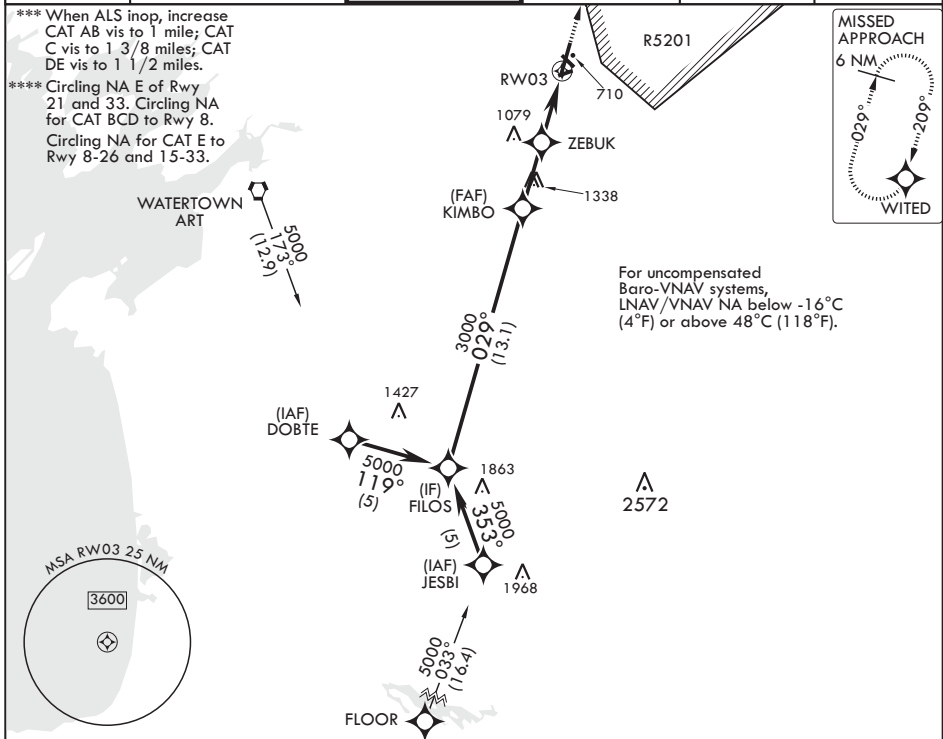 *** When ALS inop, increase
CAT AB vis to 1 mile; CAT
C vis to 1 3/8 miles; CAT
DE vis to 1 1/2 miles.
**** Circling NA E of Rwy
21 and 33. Circling NA
for CAT BCD to Rwy 8.
Circling NA for CAT E to
Rwy 8-26 and 15-33.
R5201
MISSED
APPROACH
6 NM
029°
209°
WITED
RW03
710
1079
ZEBUK
1338
(FAF)
KIMBO
WATERTOWN
ART
5000
173°
(12.9)
For uncompensated
Baro-VNAV systems,
LNAV/VNAV NA below -16°C
(4°F) or above 48°C (118°F).
3000
029°
(13.1)
1427
(IAF)
DOBTE
5000
119°
(5)
(IF)
FILOS
1863
5000
353°
(5)
2572
(IAF)
JESBI
1968
MSA RW03 25 NM
3600
5000
033°
(16.4)
FLOOR